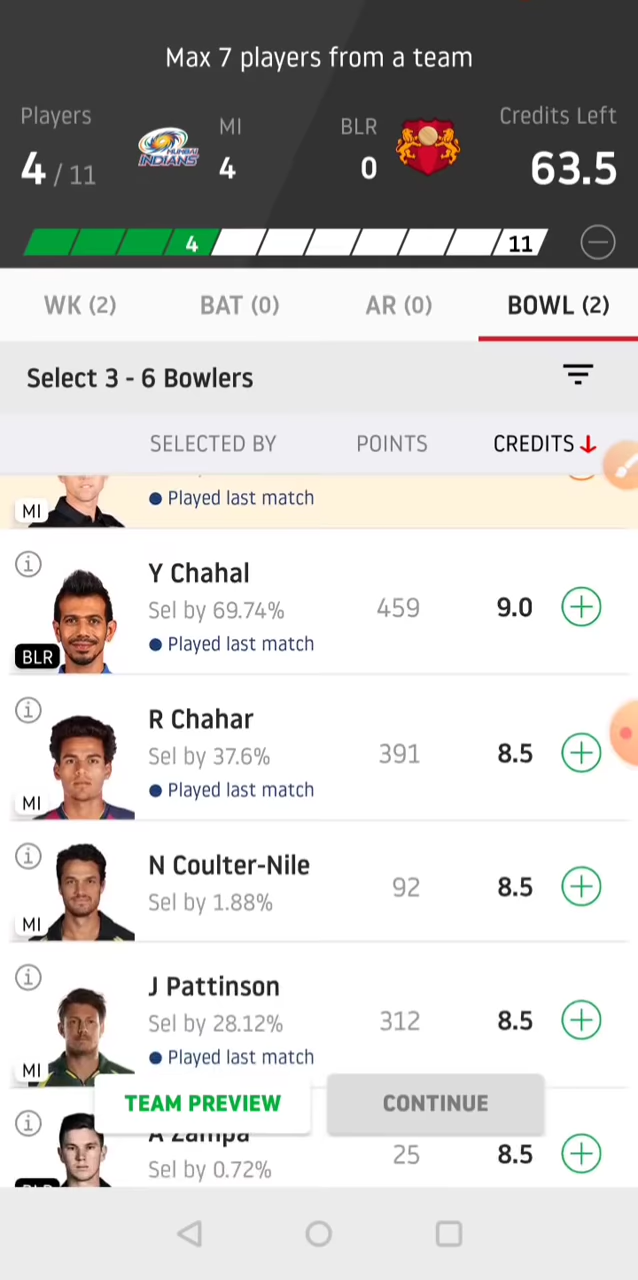 Max 7 players from a team
Players
MI
BLR
Credits Left
4 / 11
MUMBAI INDIANS
4
0
63.5
4
11
WK (2)
BAT (0)
AR (0)
BOWL (2)
Select 3 - 6 Bowlers
SELECTED BY
POINTS
CREDITS
MI
Played last match
Y Chahal
Sel by 69.74%
459
9.0
BLR
Played last match
R Chahar
Sel by 37.6%
391
8.5
MI
Played last match
N Coulter-Nile
Sel by 1.88%
92
8.5
MI
J Pattinson
Sel by 28.12%
312
8.5
MI
Played last match
TEAM PREVIEW
CONTINUE
A Zampa
Sel by 0.72%
25
8.5